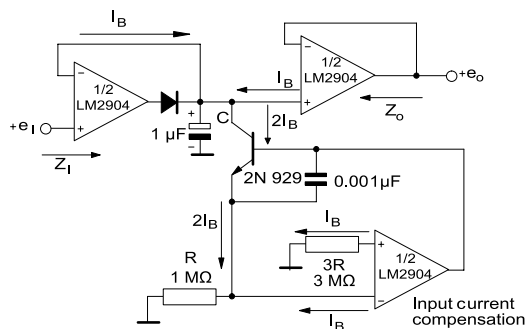 I_B
−
1/2
LM2904
+
+e_I
Z_I
+
1 µF
−
C
I_B
2I_B
−
1/2
LM2904
+
+e_o
Z_o
2N 929
0.001µF
2I_B
R
1 MΩ
I_B
3R
3 MΩ
+
1/2
LM2904
−
I_B
Input current
compensation